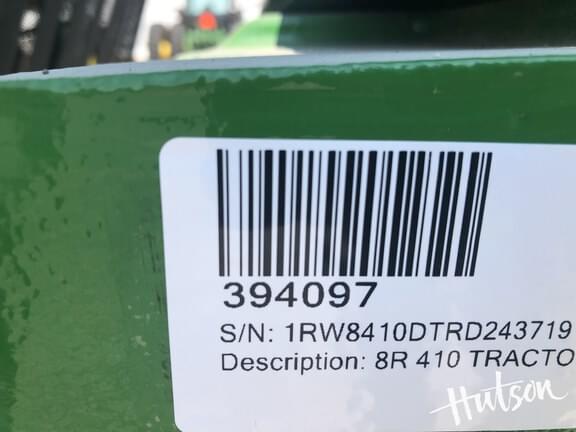 394097
S/N: 1RW8410DTRD243719
Description: 8R 410 TRACTO
Hutson